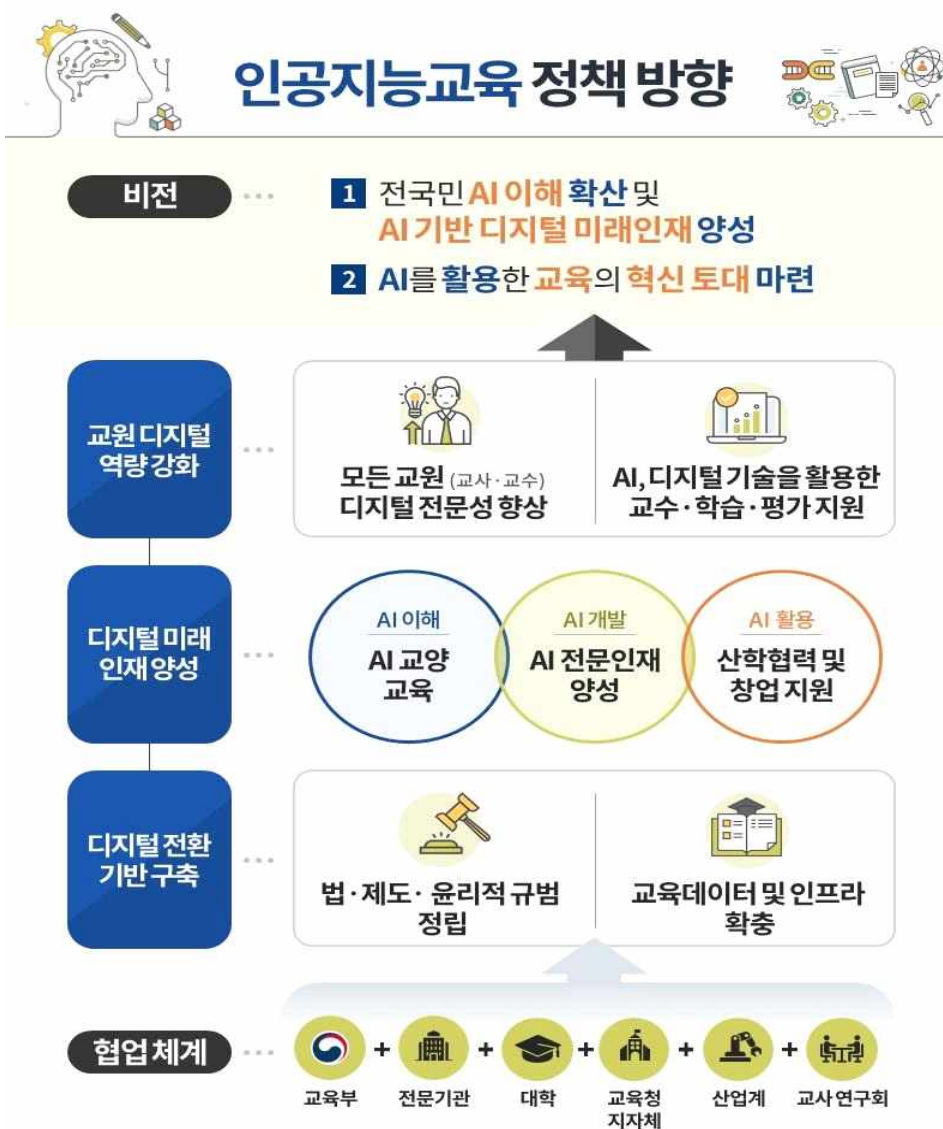 인공지능교육 정책 방향
비전
1 전국민 AI 이해 확산 및
AI 기반 디지털 미래인재 양성
2 AI를 활용한 교육의 혁신 토대 마련
교원 디지털
역량 강화
모든 교원 (교사·교수)
디지털 전문성 향상
AI, 디지털 기술을 활용한
교수·학습·평가 지원
디지털 미래
인재 양성
AI 이해
AI 교양
교육
AI 개발
AI 전문인재
양성
AI 활용
산학협력 및
창업 지원
디지털 전환
기반 구축
법·제도· 윤리적 규범
정립
교육데이터 및 인프라
확충
협업 체계
교육부
+
전문기관
+
대학
+
교육청
지자체
+
산업계
+
교사 연구회